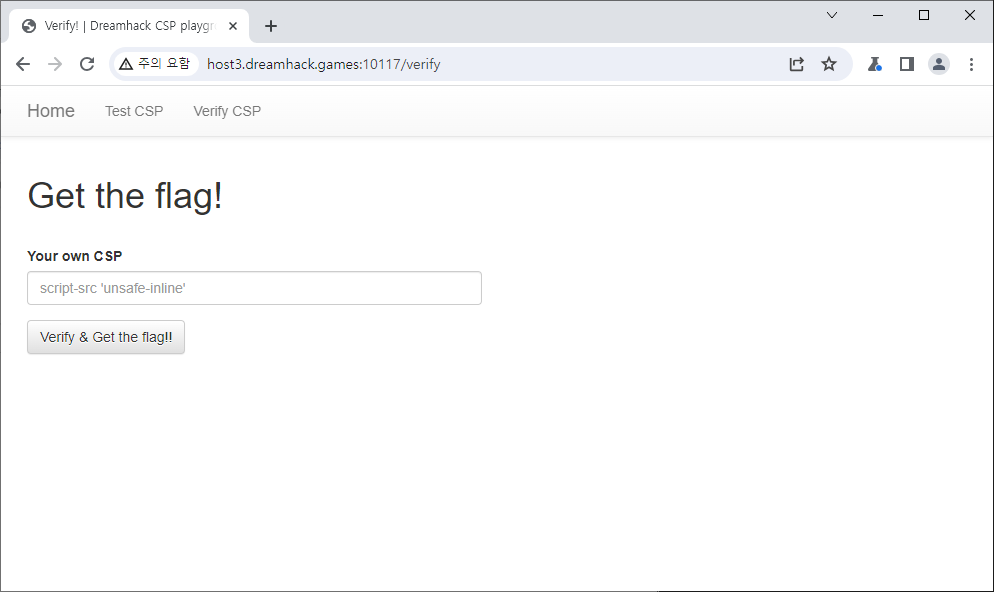 Verify! | Dreamhack CSP playgr
주의 요함 host3.dreamhack.games:10117/verify
Home Test CSP Verify CSP
Get the flag!
Your own CSP
script-src 'unsafe-inline'
Verify & Get the flag!!